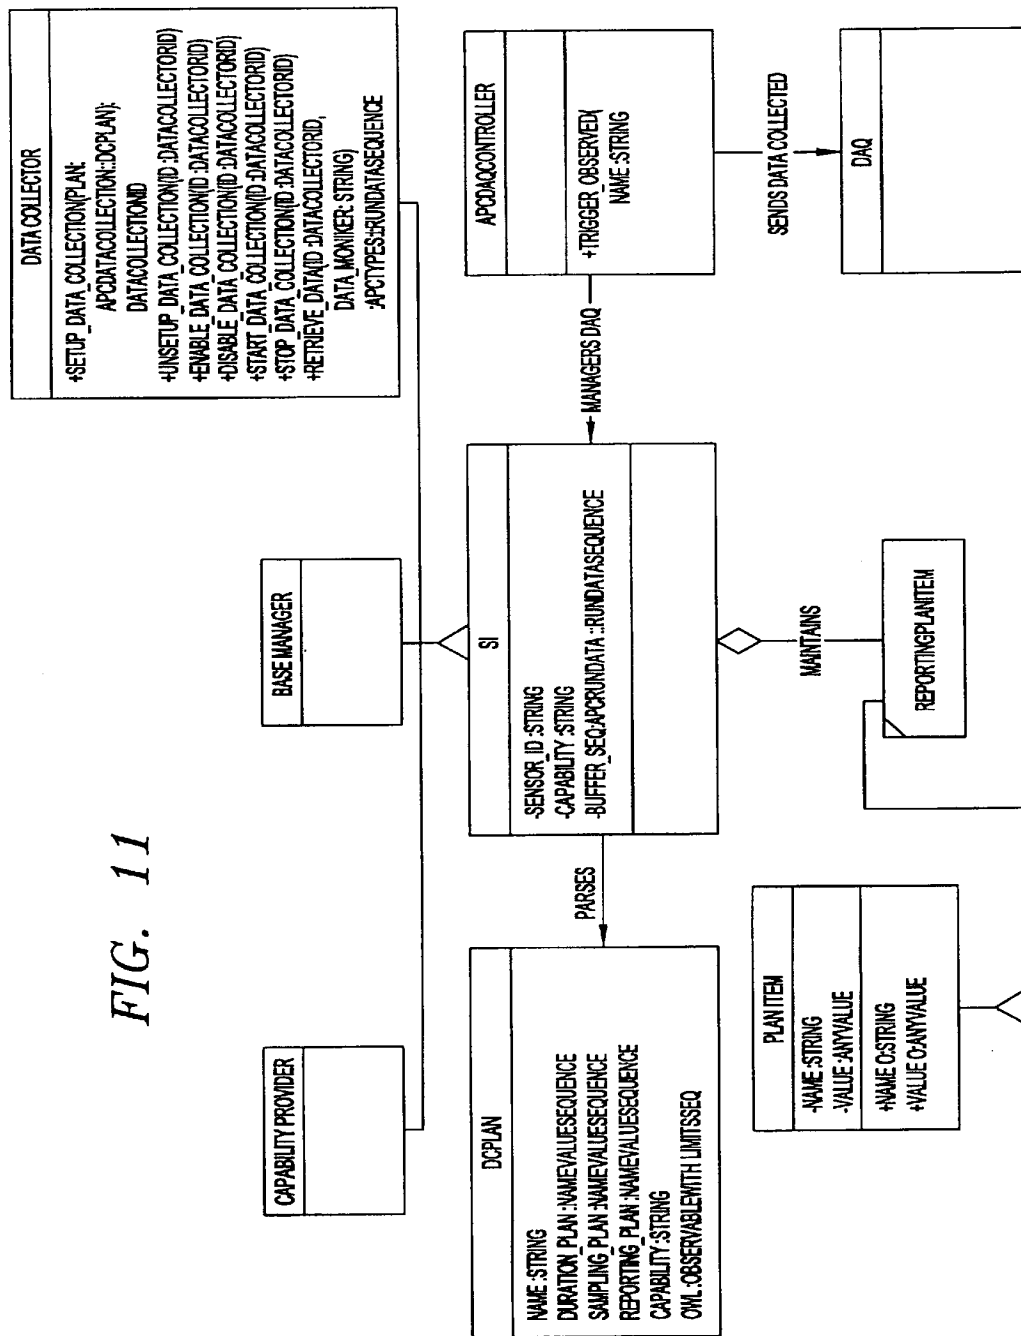 FIG. 11
CAPABILITY PROVIDER
BASE MANAGER
DATA COLLECTOR
+SETUP_DATA_COLLECTION(PLAN:
APCDATACOLLECTION::DCPLAN);
DATACOLLECTIONID
+UNSETUP_DATA_COLLECTION(ID :DATACOLLECTORID)
+ENABLE_DATA_COLLECTION(ID :DATACOLLECTORID)
+DISABLE_DATA_COLLECTION(ID :DATACOLLECTORID)
+START_DATA_COLLECTION(ID :DATACOLLECTORID)
+STOP_DATA_COLLECTION(ID :DATACOLLECTORID)
+RETRIEVE_DATA(ID :DATACOLLECTORID,
DATA_MONIKER: STRING)
:APCTYPES::RUNDATASEQUENCE
DCPLAN
NAME :STRING
DURATION_PLAN :NAMEVALUESEQUENCE
SAMPLING_PLAN :NAMEVALUESEQUENCE
REPORTING_PLAN :NAMEVALUESEQUENCE
CAPABILITY :STRING
OWL :OBSERVABLEWITH LIMITSSEQ
PARSES
SI
-SENSOR_ID :STRING
-CAPABILITY :STRING
-BUFFER_SEQ:APCRUNDATA ::RUNDATASEQUENCE
MANAGERS DAQ
APCDAQCONTROLLER
+TRIGGER_OBSERVED(
NAME :STRING
SENDS DATA COLLECTED
PLAN ITEM
-NAME :STRING
-VALUE :ANYVALUE
+NAME O:STRING
+VALUE O:ANYVALUE
MAINTAINS
REPORTINGPLANITEM
DAQ